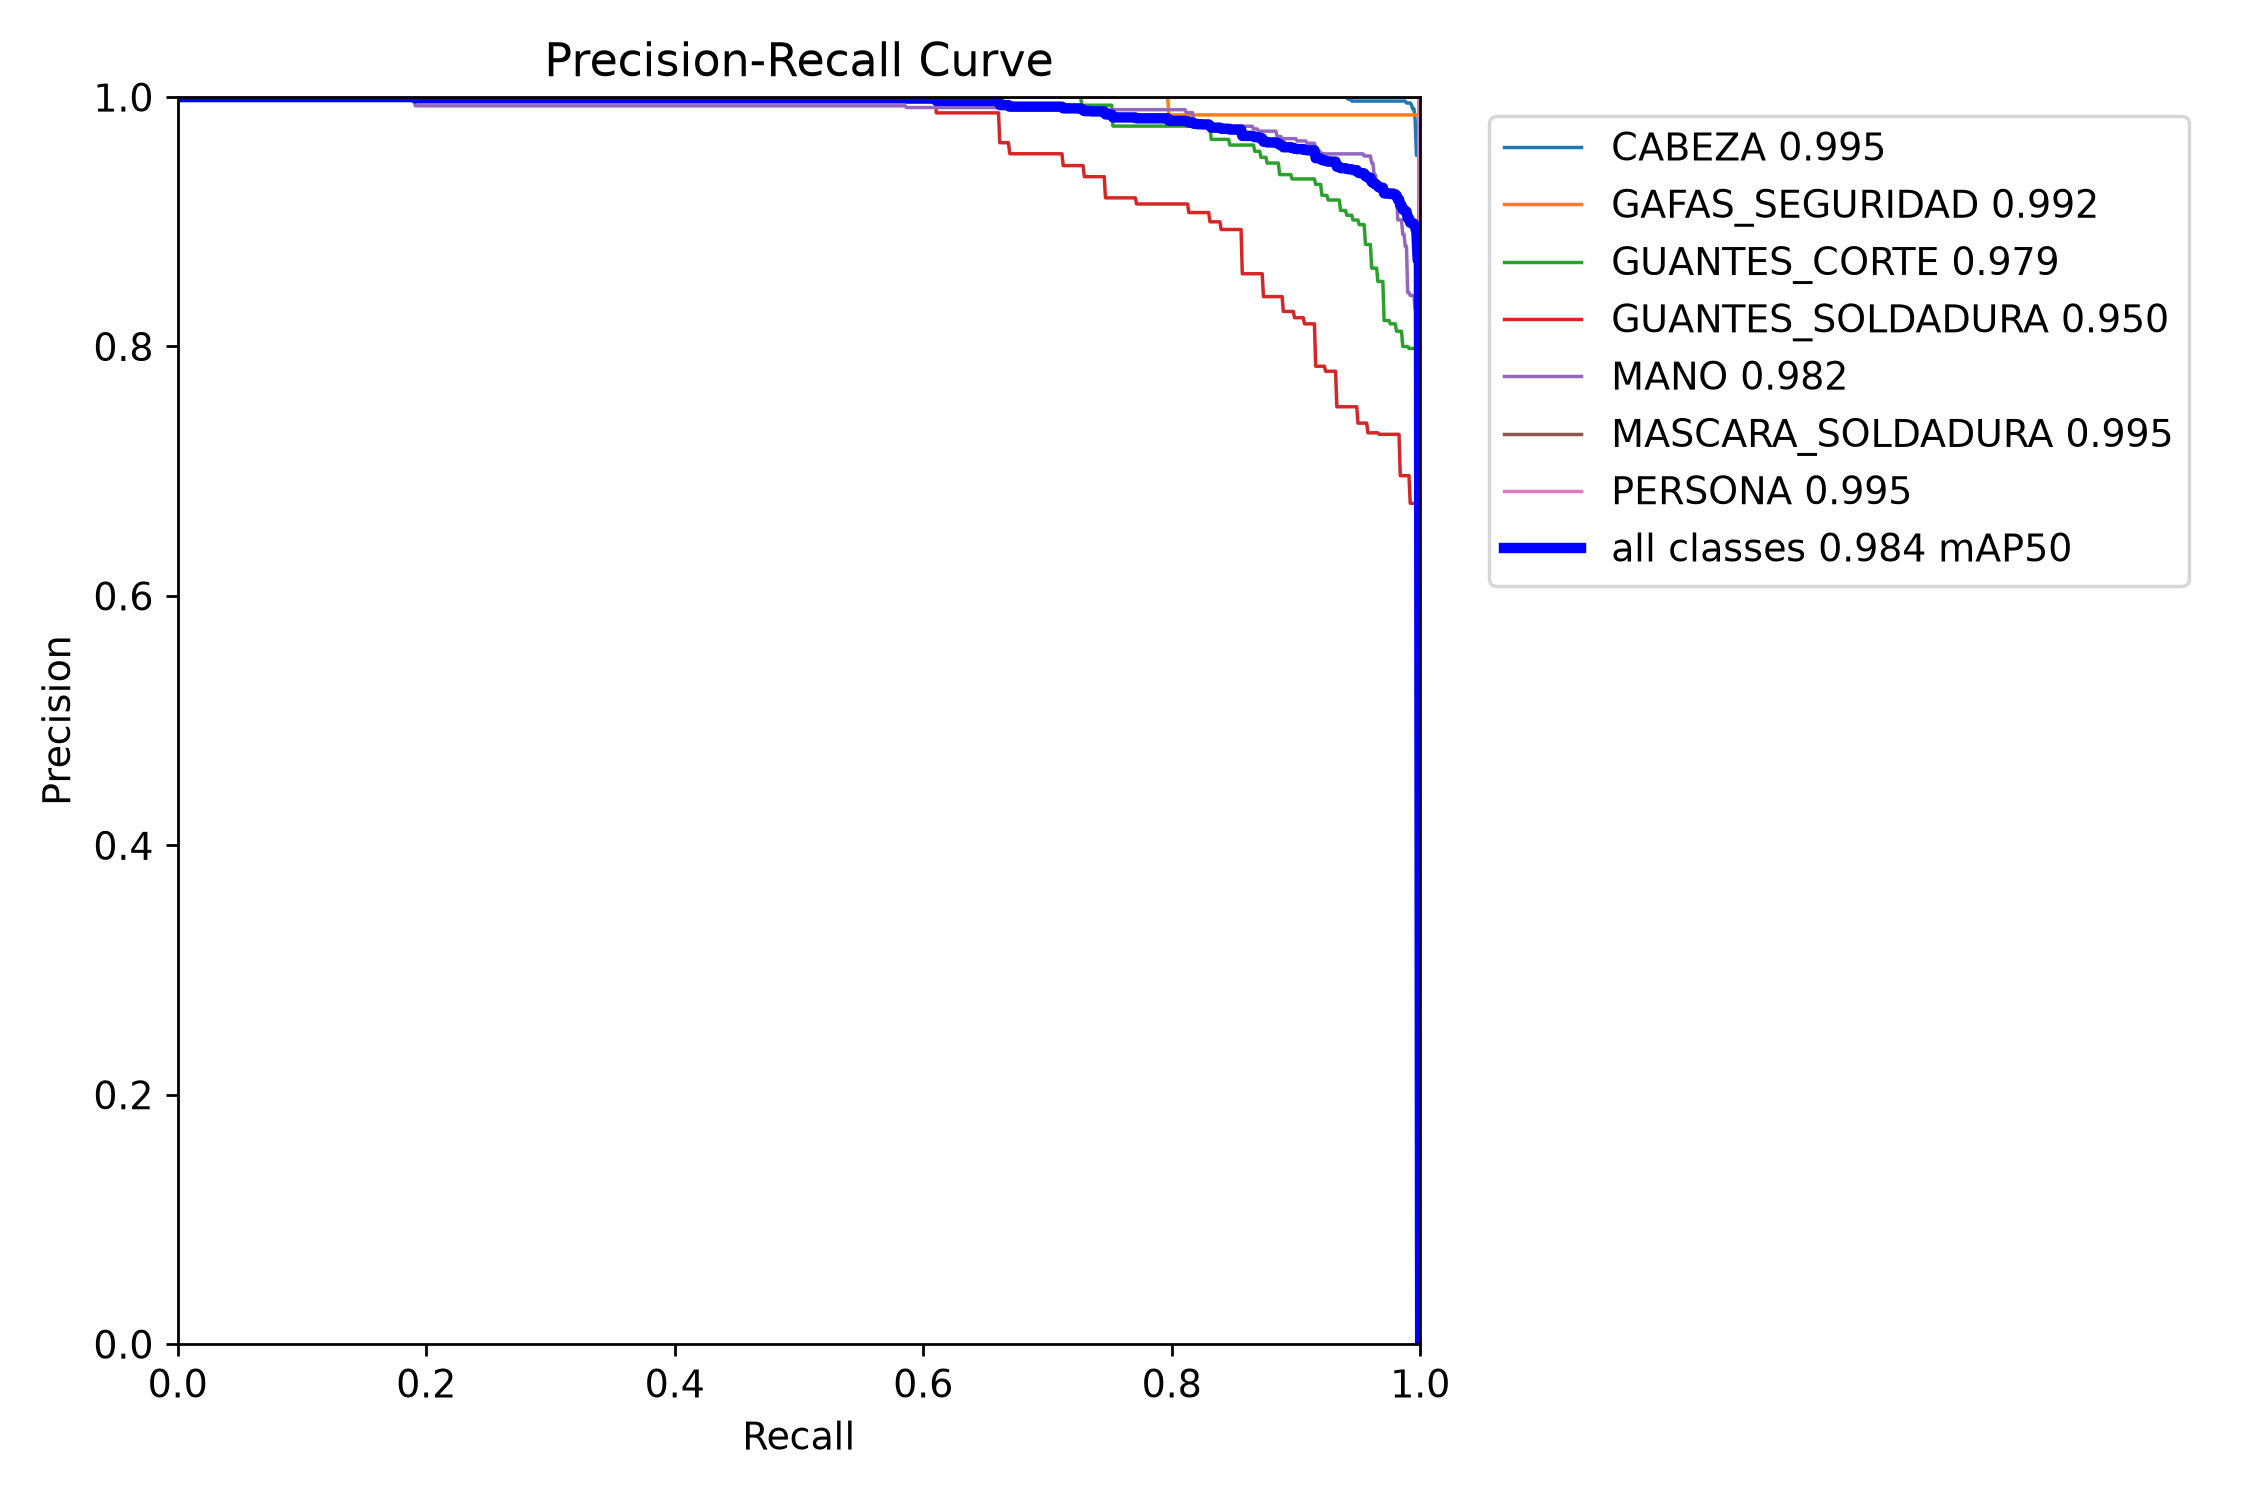 Precision-Recall Curve
1.0
0.8
0.6
0.4
0.2
0.0
Precision
0.0 0.2 0.4 0.6 0.8 1.0
Recall
CABEZA 0.995
GAFAS_SEGURIDAD 0.992
GUANTES_CORTE 0.979
GUANTES_SOLDADURA 0.950
MANO 0.982
MASCARA_SOLDADURA 0.995
PERSONA 0.995
all classes 0.984 mAP50